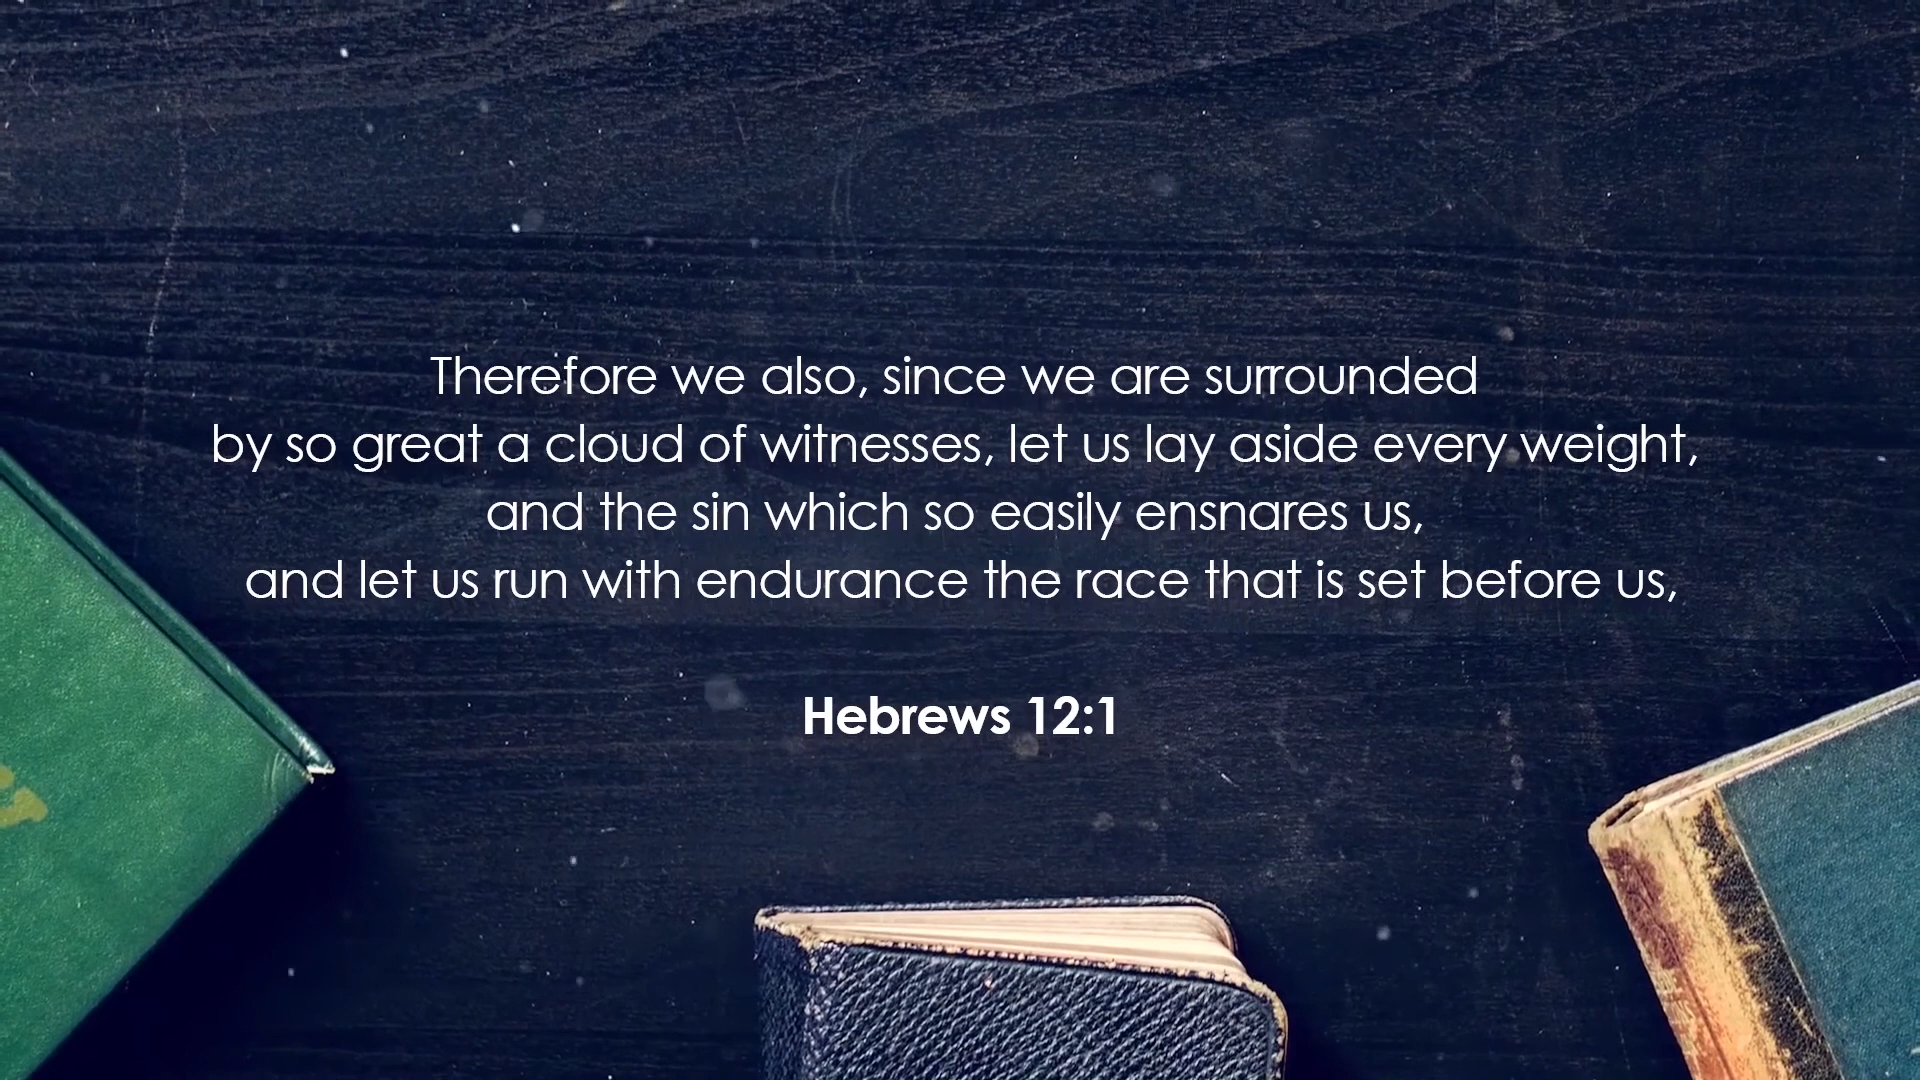 Therefore we also, since we are surrounded
by so great a cloud of witnesses, let us lay aside every weight,
and the sin which so easily ensnares us,
and let us run with endurance the race that is set before us,
Hebrews 12:1